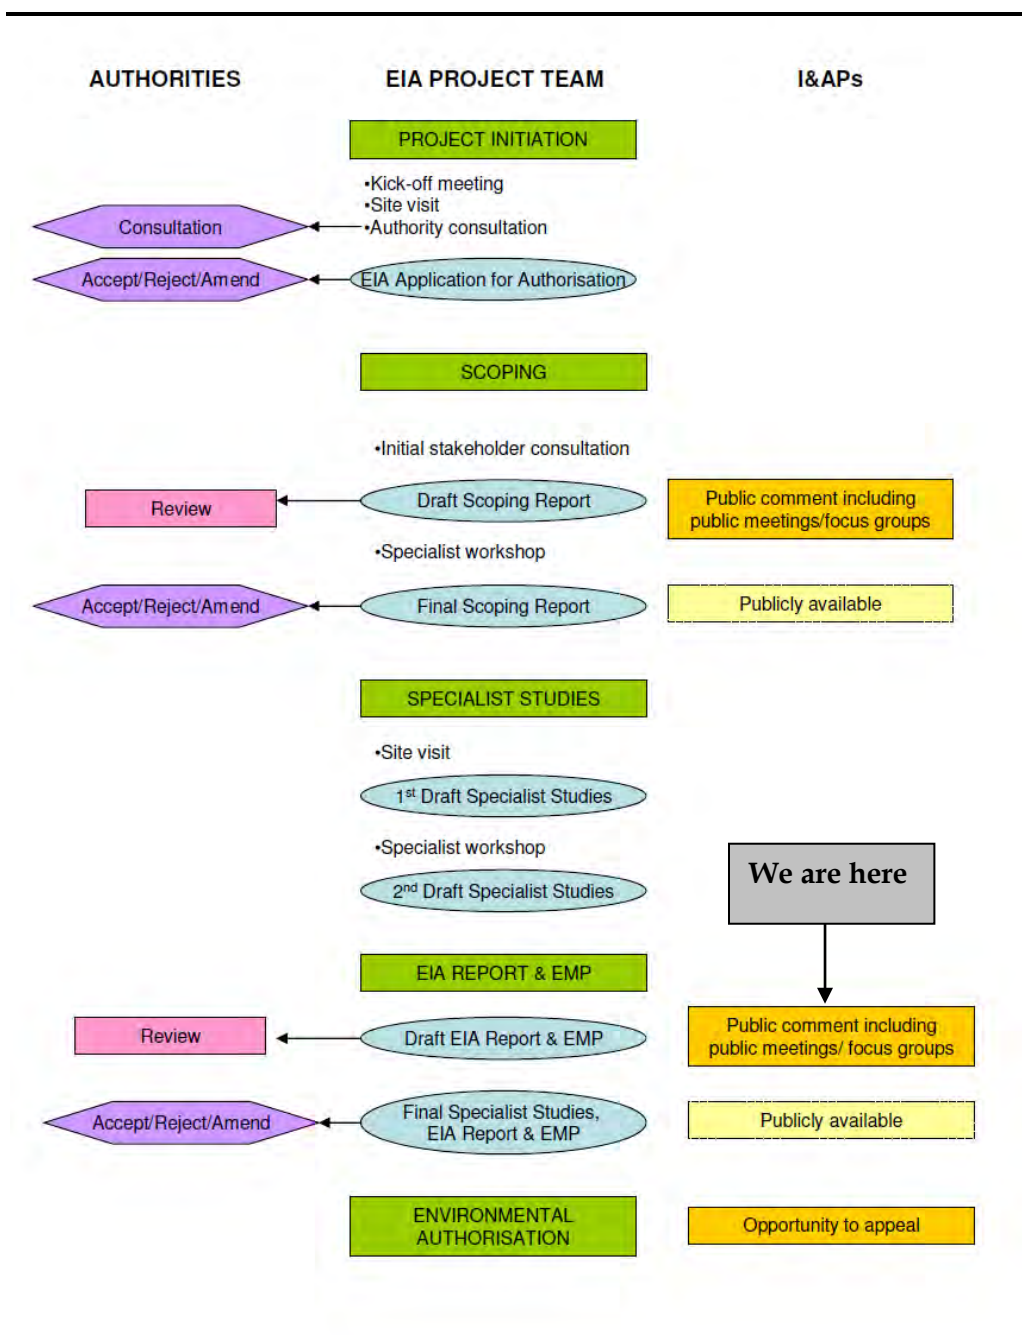 AUTHORITIES
EIA PROJECT TEAM
I&APs
PROJECT INITIATION
•Kick-off meeting
•Site visit
•Authority consultation
Consultation
Accept/Reject/Amend
EIA Application for Authorisation
SCOPING
•Initial stakeholder consultation
Review
Draft Scoping Report
Public comment including
public meetings/focus groups
•Specialist workshop
Accept/Reject/Amend
Final Scoping Report
Publicly available
SPECIALIST STUDIES
•Site visit
1st Draft Specialist Studies
•Specialist workshop
2nd Draft Specialist Studies
We are here
EIA REPORT & EMP
Review
Draft EIA Report & EMP
Public comment including
public meetings/ focus groups
Accept/Reject/Amend
Final Specialist Studies,
EIA Report & EMP
Publicly available
ENVIRONMENTAL
AUTHORISATION
Opportunity to appeal